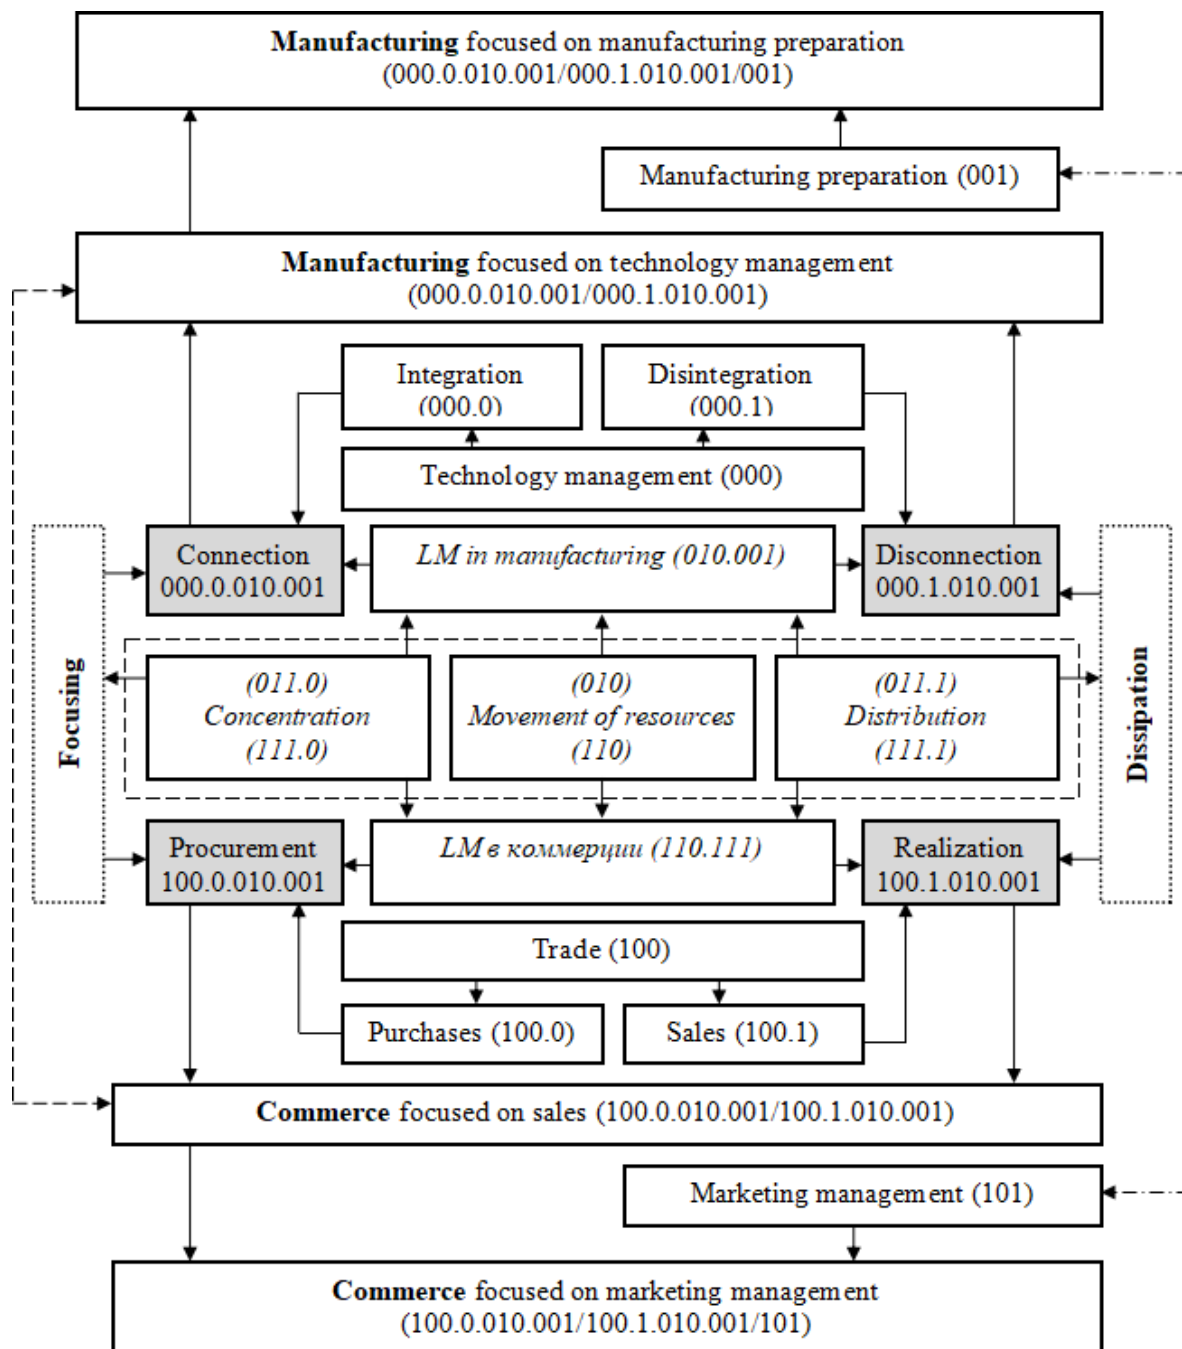 Manufacturing focused on manufacturing preparation
(000.0.010.001/000.1.010.001/001)
Manufacturing preparation (001)
Manufacturing focused on technology management
(000.0.010.001/000.1.010.001)
Integration
(000.0)
Disintegration
(000.1)
Technology management (000)
Connection
000.0.010.001
LM in manufacturing (010.001)
Disconnection
000.1.010.001
Focusing
(011.0)
Concentration
(111.0)
(010)
Movement of resources
(110)
(011.1)
Distribution
(111.1)
Dissipation
Procurement
100.0.010.001
LM в коммерции (110.111)
Realization
100.1.010.001
Trade (100)
Purchases (100.0)
Sales (100.1)
Commerce focused on sales (100.0.010.001/100.1.010.001)
Marketing management (101)
Commerce focused on marketing management
(100.0.010.001/100.1.010.001/101)